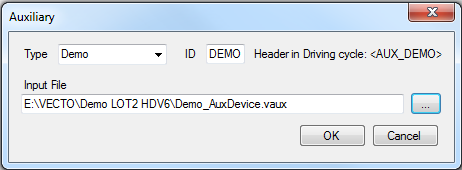 Auxiliary
Type Demo ID DEMO Header in Driving cycle: <AUX_DEMO>
Input File
E:\VECTO\Demo LOT2 HDV6\Demo_AuxDevice.vaux ...
OK Cancel